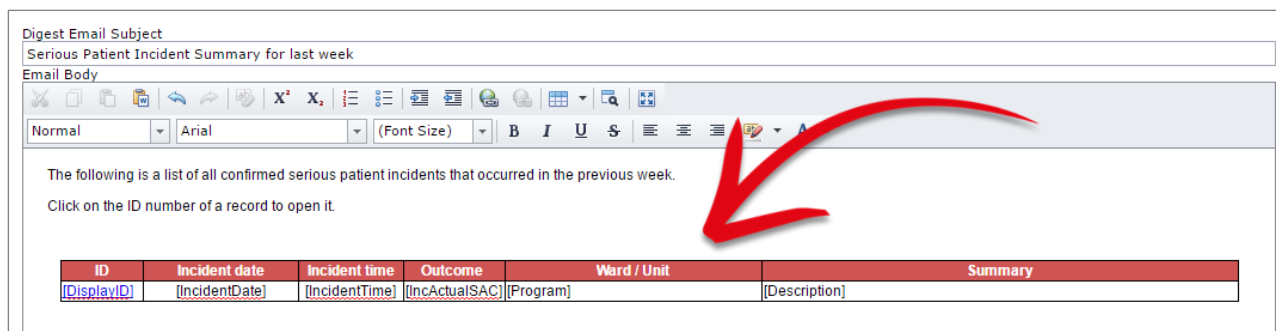 Digest Email Subject
Serious Patient Incident Summary for last week
Email Body
X² X₂
Normal Arial (Font Size) B I U S A
The following is a list of all confirmed serious patient incidents that occurred in the previous week.
Click on the ID number of a record to open it.
ID Incident date Incident time Outcome Ward / Unit Summary
[DisplayID] [IncidentDate] [IncidentTime] [IncActualSAC] [Program] [Description]